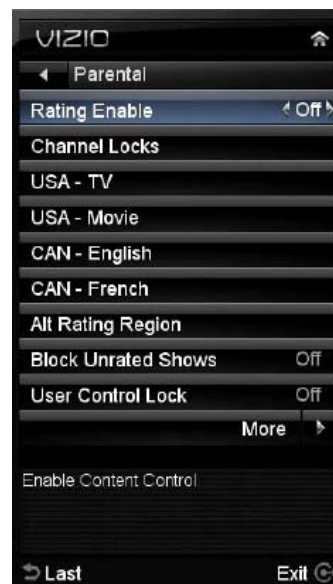 VIZIO
Parental
Rating Enable Off
Channel Locks
USA - TV
USA - Movie
CAN - English
CAN - French
Alt Rating Region
Block Unrated Shows Off
User Control Lock Off
More
Enable Content Control
Last Exit